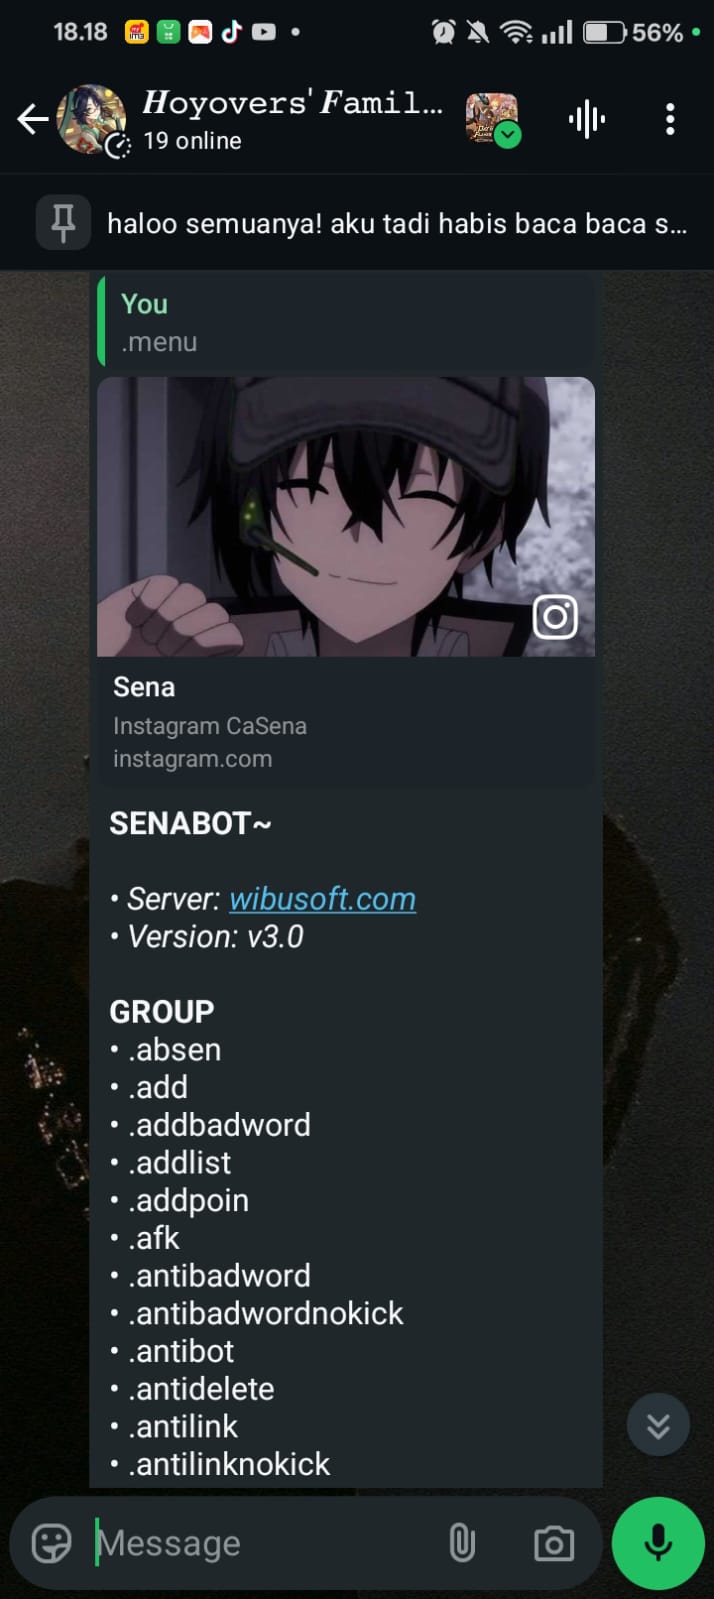 18.18
56%
Hoyovers' Famil...
19 online
haloo semuanya! aku tadi habis baca baca s...
You
.menu
Sena
Instagram CaSena
instagram.com
SENABOT~
• Server: wibusoft.com
• Version: v3.0
GROUP
• .absen
• .add
• .addbadword
• .addlist
• .addpoin
• .afk
• .antibadword
• .antibadwordnokick
• .antibot
• .antidelete
• .antilink
• .antilinknokick
Message